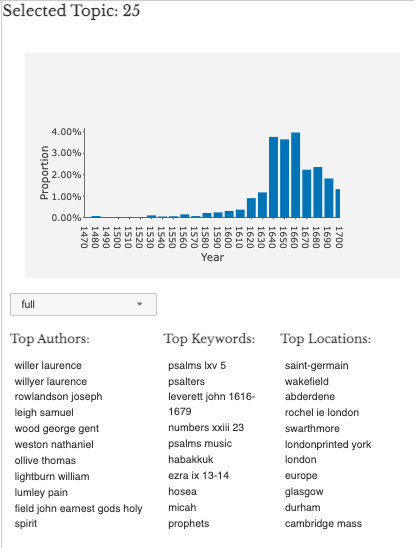 Selected Topic: 25
4.00%
3.00%
2.00%
1.00%
0.00%
Proportion
1470
1480
1490
1500
1510
1520
1530
1540
1550
1560
1570
1580
1590
1600
1610
1620
1630
1640
1650
1660
1670
1680
1690
1700
Year
full
Top Authors:
willer laurence
willyer laurence
rowlandson joseph
leigh samuel
wood george gent
weston nathaniel
ollive thomas
lightburn william
lumley pain
field john earnest gods holy
spirit
Top Keywords:
psalms lxv 5
psalters
leverett john 1616-
1679
numbers xxiii 23
psalms music
habakkuk
ezra ix 13-14
hosea
micah
prophets
Top Locations:
saint-germain
wakefield
abderdene
rochel ie london
swarthmore
londonprinted york
london
europe
glasgow
durham
cambridge mass